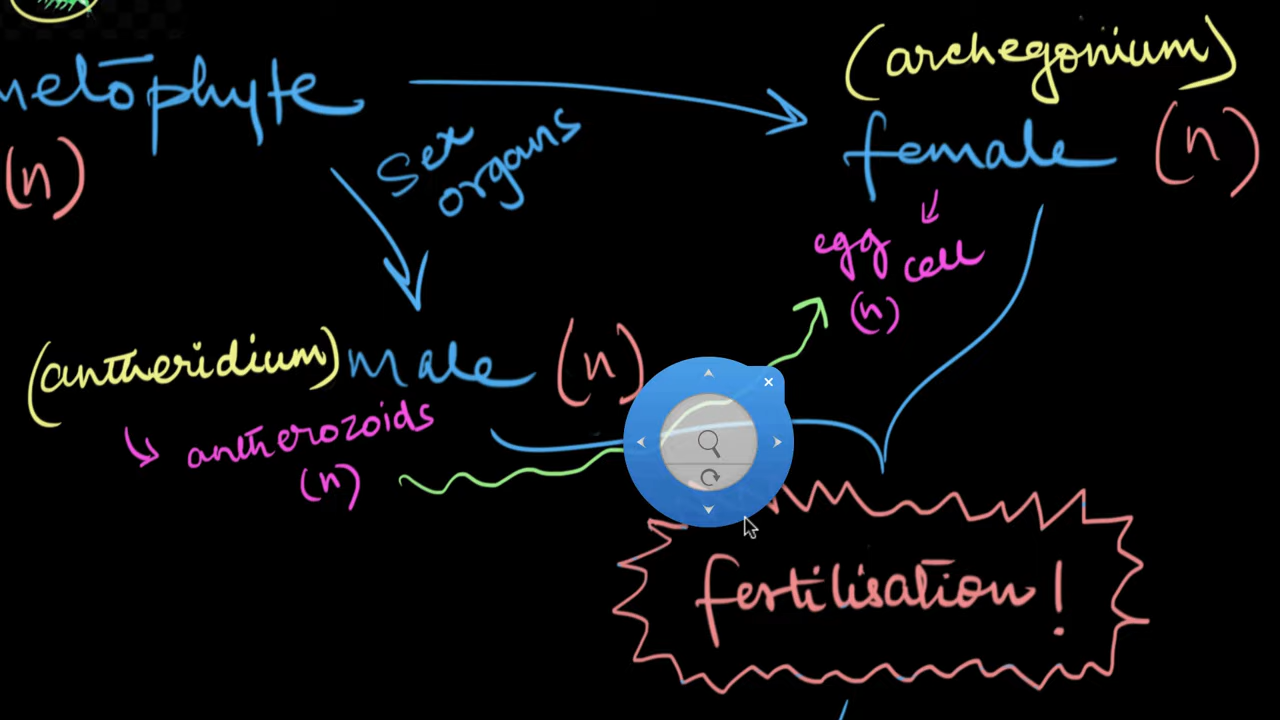 (archegonium)
metophyte
female (n)
(n)
sex
organs
egg cell
(n)
(antheridium) male (n)
antherozoids
(n)
fertilisation!